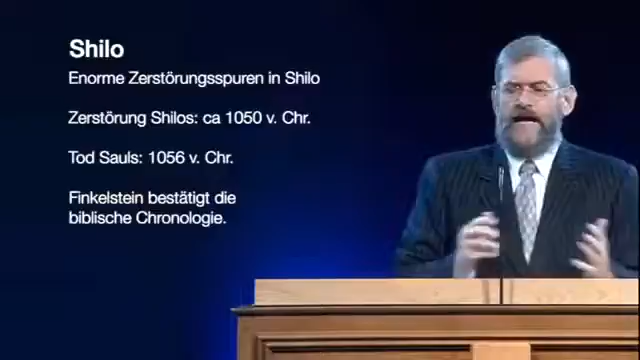 Shilo
Enorme Zerstörungsspuren in Shilo
Zerstörung Shilos: ca 1050 v. Chr.
Tod Sauls: 1056 v. Chr.
Finkelstein bestätigt die
biblische Chronologie.